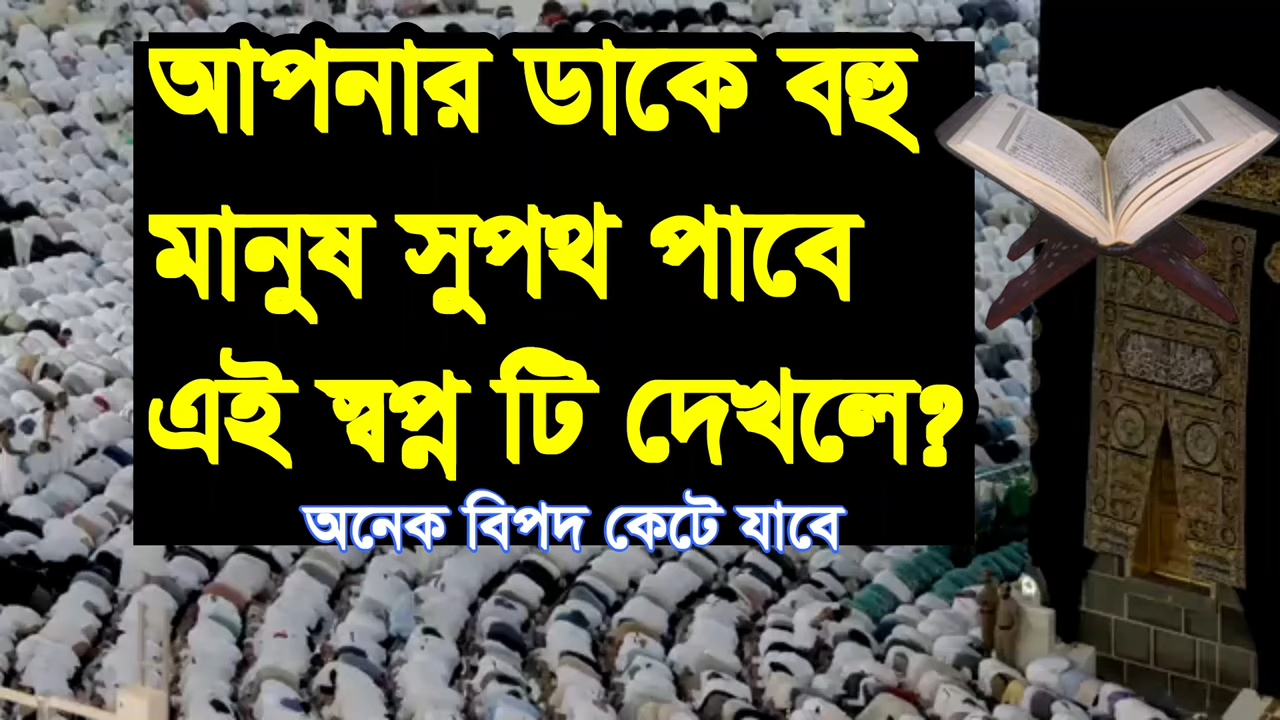 আপনার ডাকে বহু
মানুষ সুপথ পাবে
এই স্বপ্ন টি দেখলে?
অনেক বিপদ কেটে যাবে